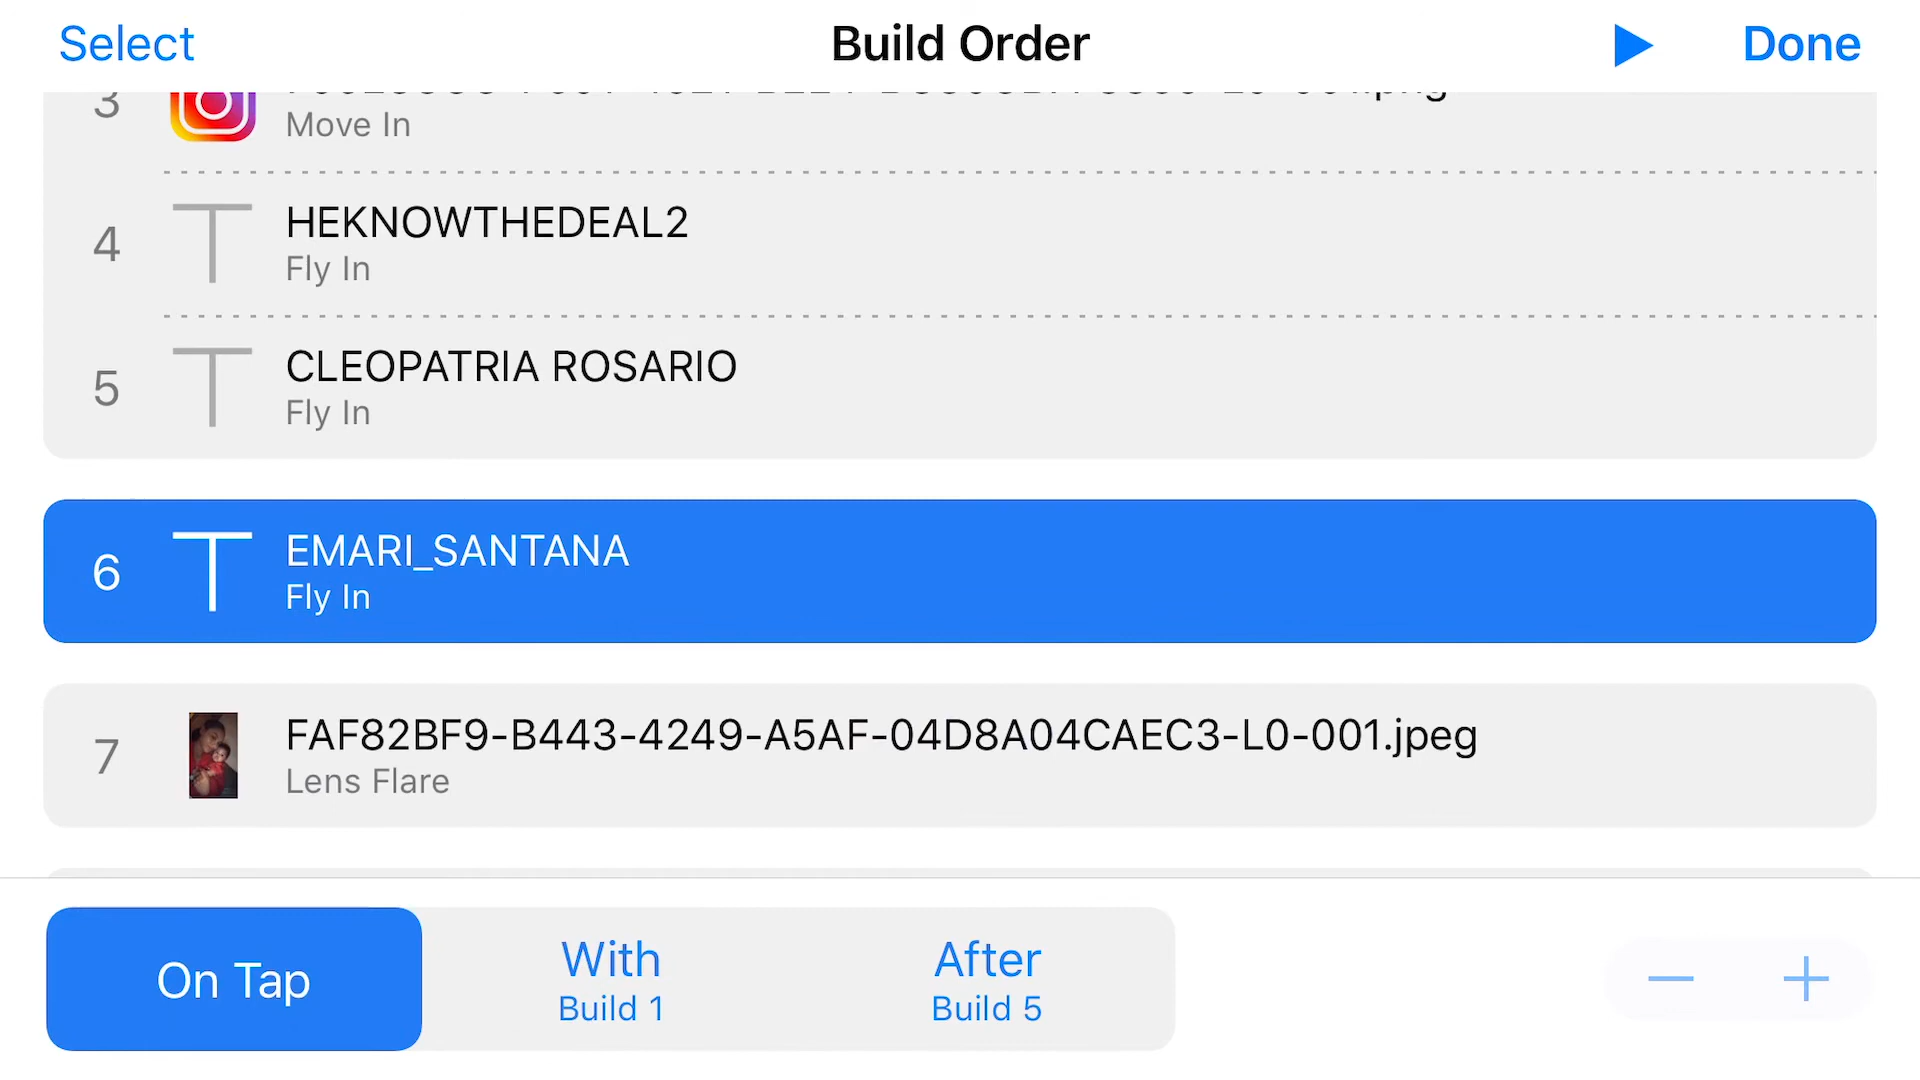 Select
Build Order
Done
3
Move In
4
HEKNOWTHEDEAL2
Fly In
5
CLEOPATRIA ROSARIO
Fly In
6
EMARI_SANTANA
Fly In
7
FAF82BF9-B443-4249-A5AF-04D8A04CAEC3-L0-001.jpeg
Lens Flare
On Tap
With
Build 1
After
Build 5